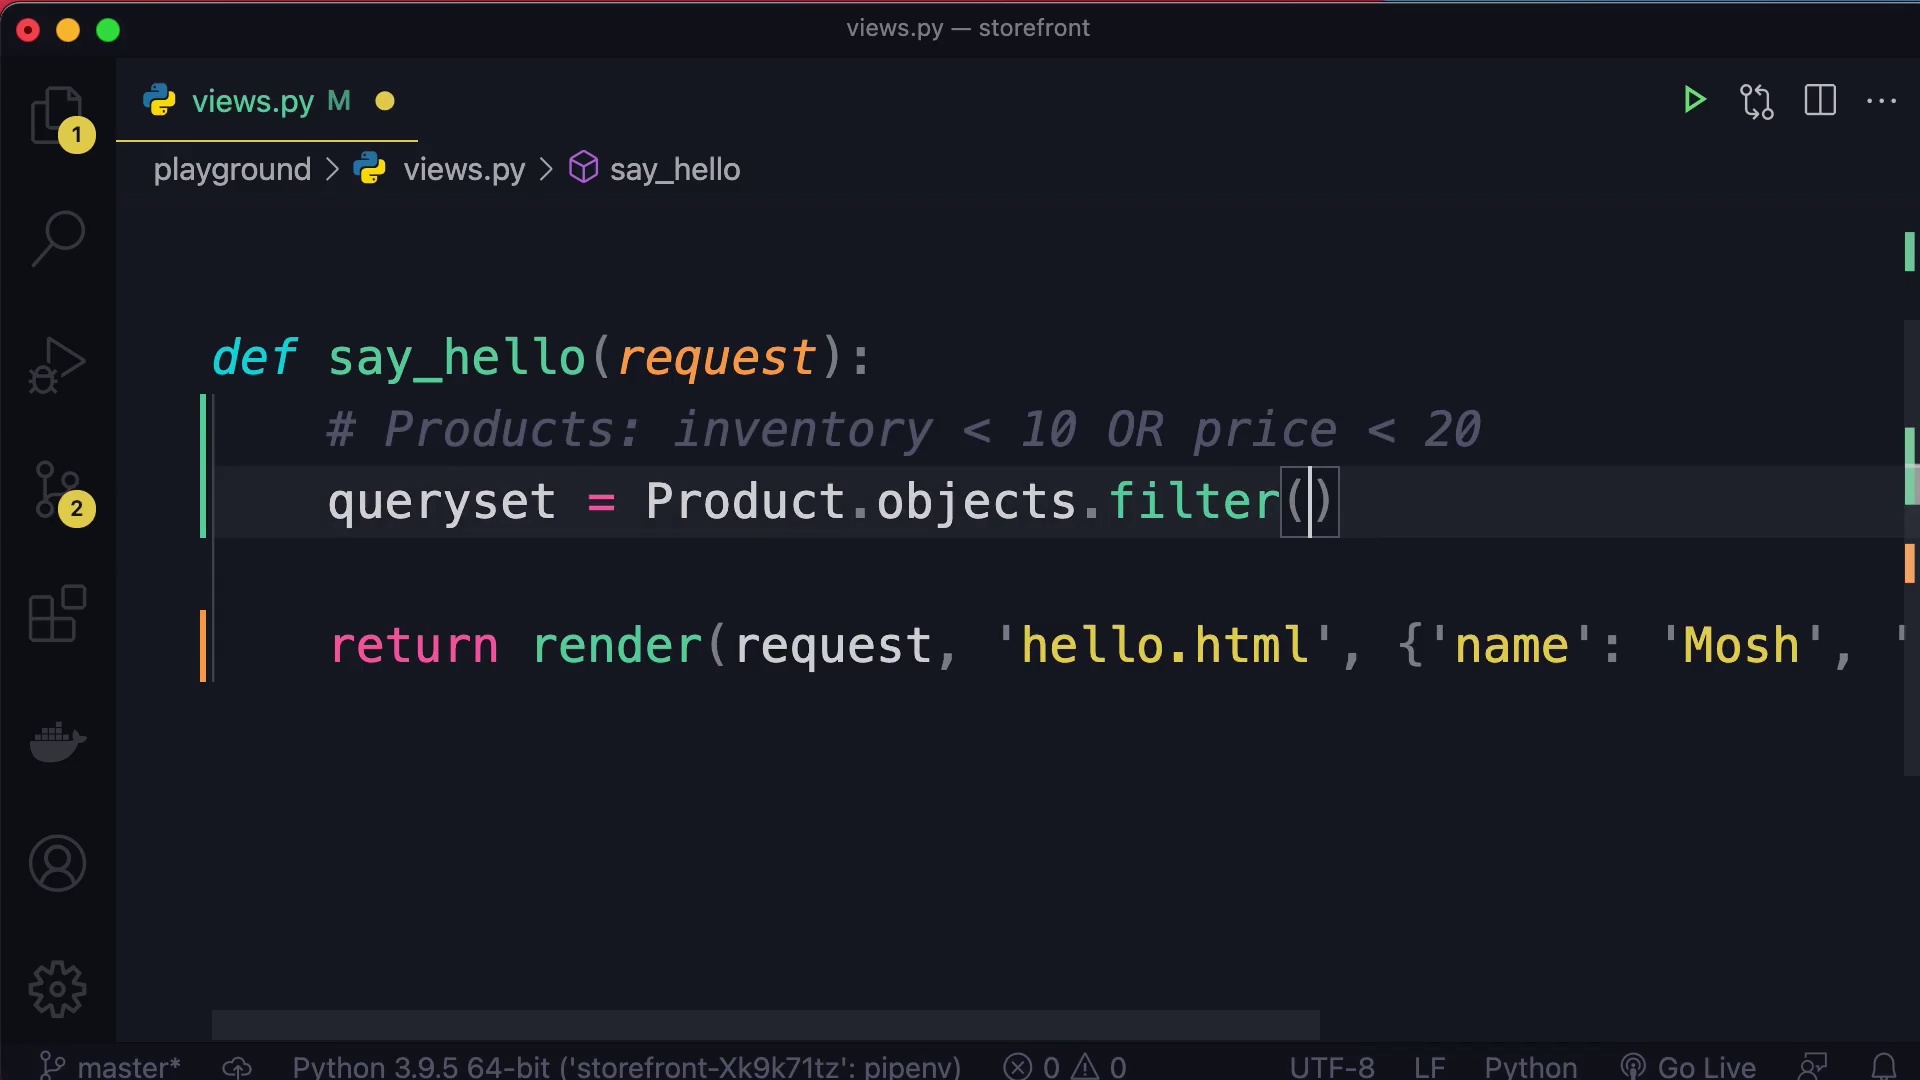 views.py — storefront
views.py M
1
playground > views.py > say_hello
def say_hello(request):
# Products: inventory < 10 OR price < 20
queryset = Product.objects.filter()
2
return render(request, 'hello.html', {'name': 'Mosh', '
master* Python 3.9.5 64-bit ('storefront-Xk9k71tz': pipenv) 0 0 UTF-8 LF Python Go Live